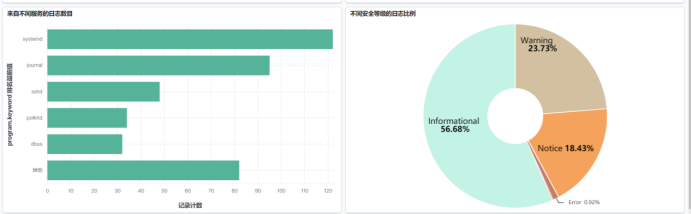 来自不同服务的日志数目
program.keyword 排名最前值
systemd
journal
sshd
polkitd
dbus
其他
0 10 20 30 40 50 60 70 80 90 100 110 120
记录计数
不同安全等级的日志比例
Warning
23.73%
Informational
56.68%
Notice 18.43%
Error 0.92%